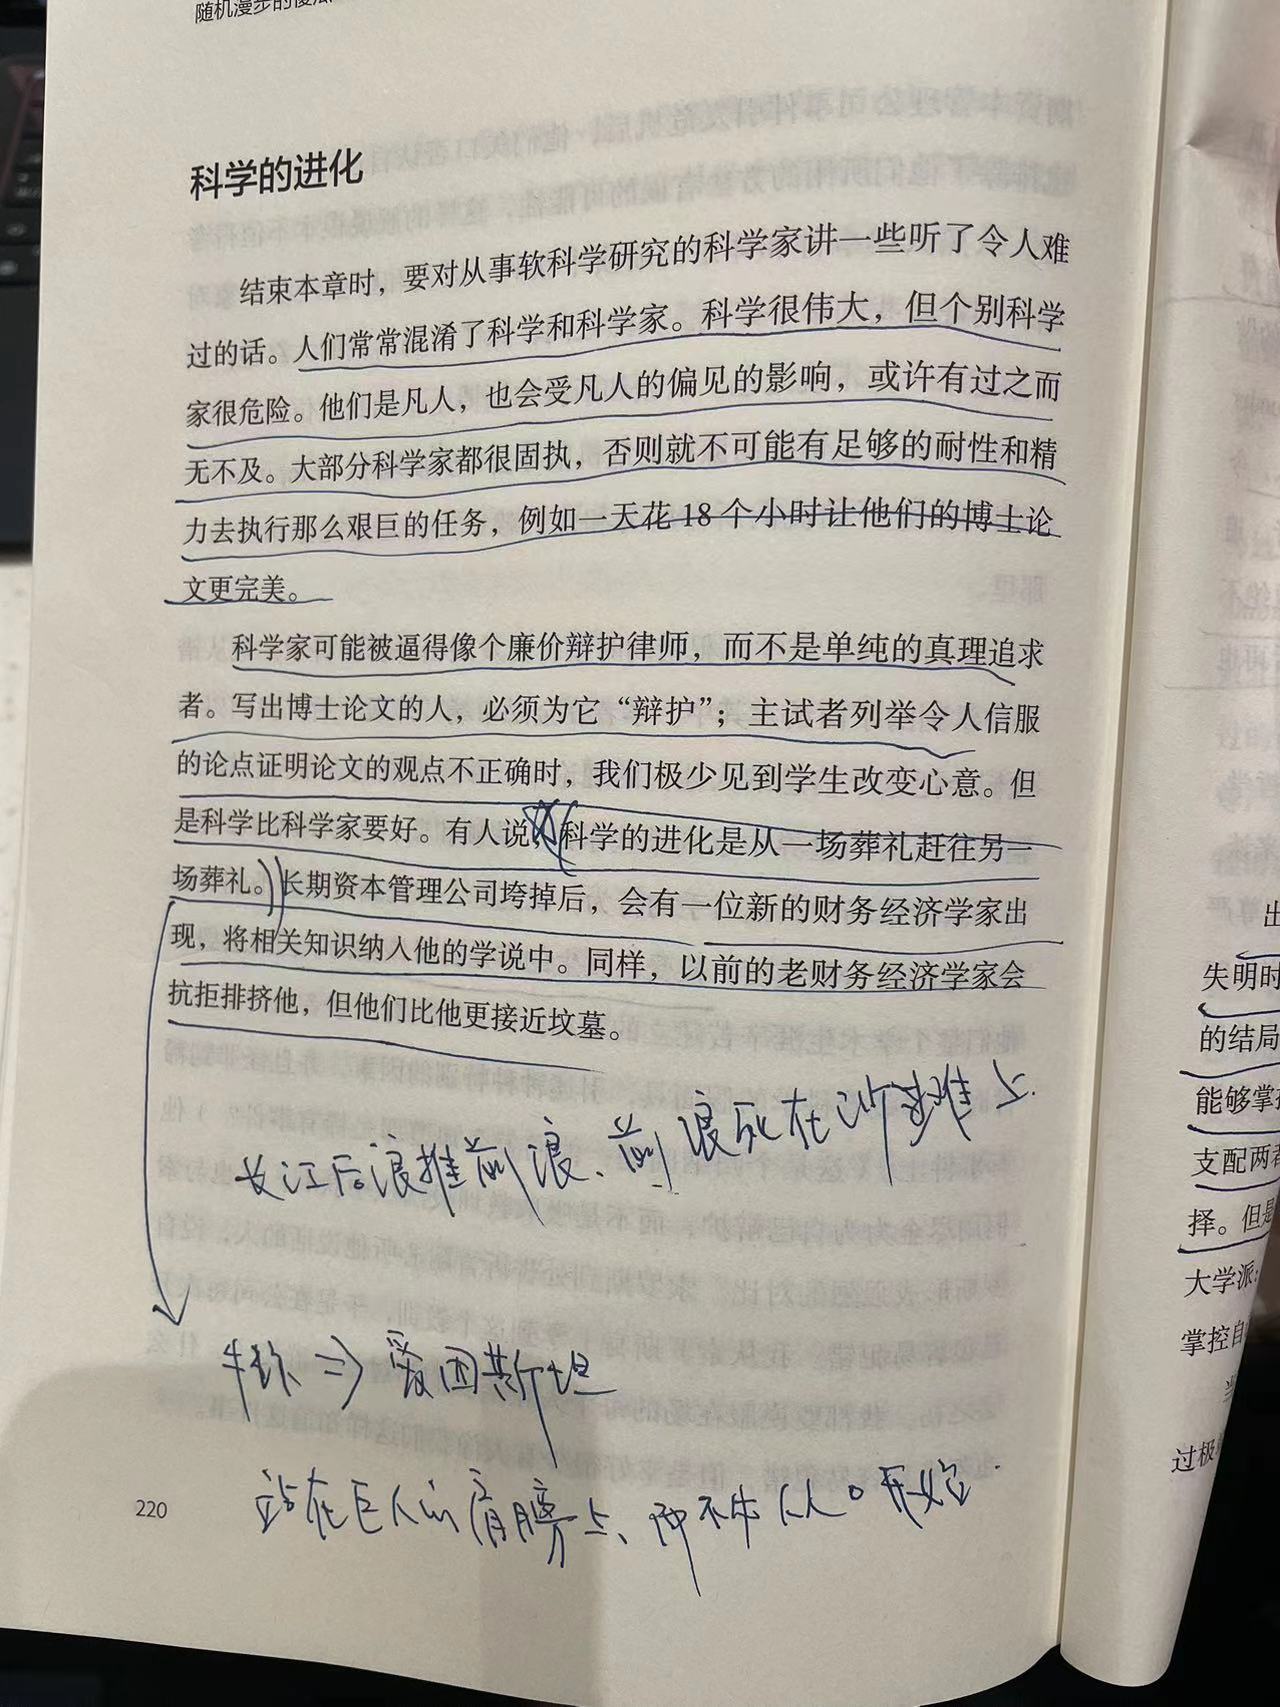 随机漫步的傻瓜
科学的进化
结束本章时，要对从事软科学研究的科学家讲一些听了令人难
过的话。人们常常混淆了科学和科学家。科学很伟大，但个别科学
家很危险。他们是凡人，也会受凡人的偏见的影响，或许有过之而
无不及。大部分科学家都很固执，否则就不可能有足够的耐性和精
力去执行那么艰巨的任务，例如一天花18个小时让他们的博士论
文更完美。
科学家可能被逼得像个廉价辩护律师，而不是单纯的真理追求
者。写出博士论文的人，必须为它“辩护”；主试者列举令人信服
的论点证明论文的观点不正确时，我们极少见到学生改变心意。但
是科学比科学家要好。有人说，科学的进化是从一场葬礼赶往另一
场葬礼。长期资本管理公司垮掉后，会有一位新的财务经济学家出
现，将相关知识纳入他的学说中。同样，以前的老财务经济学家会
抗拒排挤他，但他们比他更接近坟墓。
长江后浪推前浪、前浪死在沙滩上.
牛顿 => 爱因斯坦
站在巨人的肩膀上、而不是从0开始.
220
出
失明时
的结局
能够掌控
支配两者
择。但是
大学派：
掌控自
过极